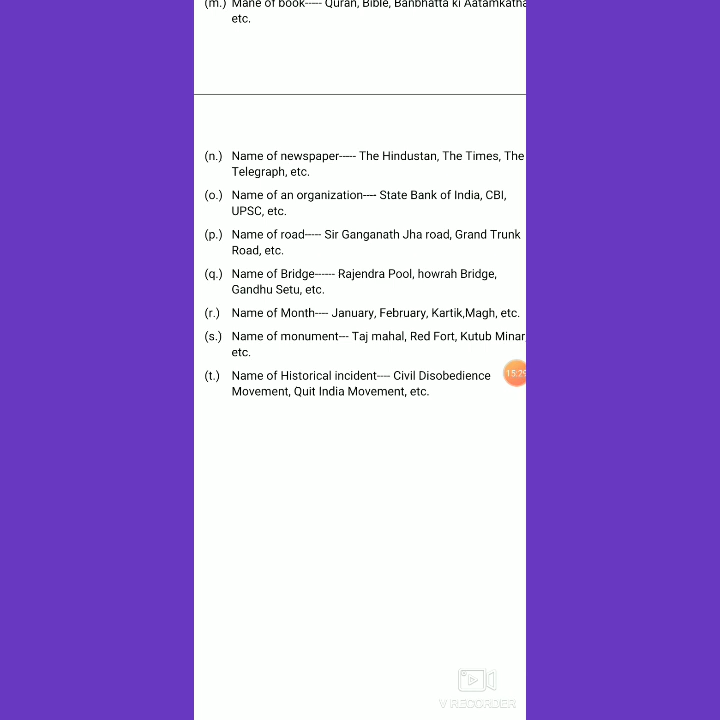 (m.) Mane of book----- Quran, Bible, Banbhatta ki Aatamkatha
etc.
(n.) Name of newspaper----- The Hindustan, The Times, The
Telegraph, etc.
(o.) Name of an organization---- State Bank of India, CBI,
UPSC, etc.
(p.) Name of road----- Sir Ganganath Jha road, Grand Trunk
Road, etc.
(q.) Name of Bridge------ Rajendra Pool, howrah Bridge,
Gandhu Setu, etc.
(r.) Name of Month---- January, February, Kartik,Magh, etc.
(s.) Name of monument--- Taj mahal, Red Fort, Kutub Minar
etc.
(t.) Name of Historical incident---- Civil Disobedience
15:29
Movement, Quit India Movement, etc.
V RECORDER